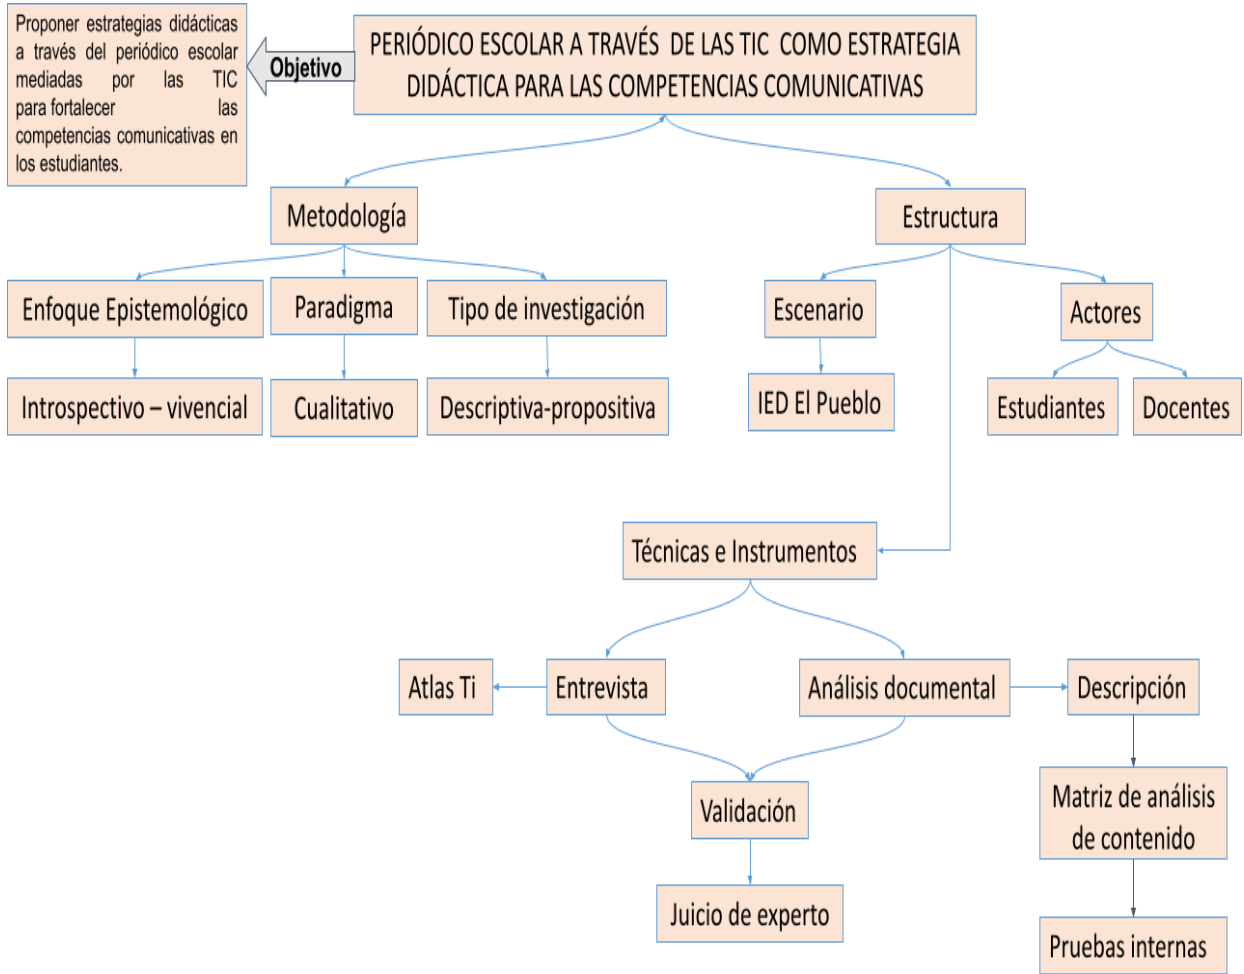 Proponer estrategias didácticas
a través del periódico escolar
mediadas por las TIC
para fortalecer las
competencias comunicativas en
los estudiantes.
Objetivo
PERIÓDICO ESCOLAR A TRAVÉS DE LAS TIC COMO ESTRATEGIA
DIDÁCTICA PARA LAS COMPETENCIAS COMUNICATIVAS
Metodología
Estructura
Enfoque Epistemológico
Paradigma
Tipo de investigación
Escenario
Actores
Introspectivo – vivencial
Cualitativo
Descriptiva-propositiva
IED El Pueblo
Estudiantes
Docentes
Técnicas e Instrumentos
Atlas Ti
Entrevista
Análisis documental
Descripción
Validación
Matriz de análisis
de contenido
Juicio de experto
Pruebas internas